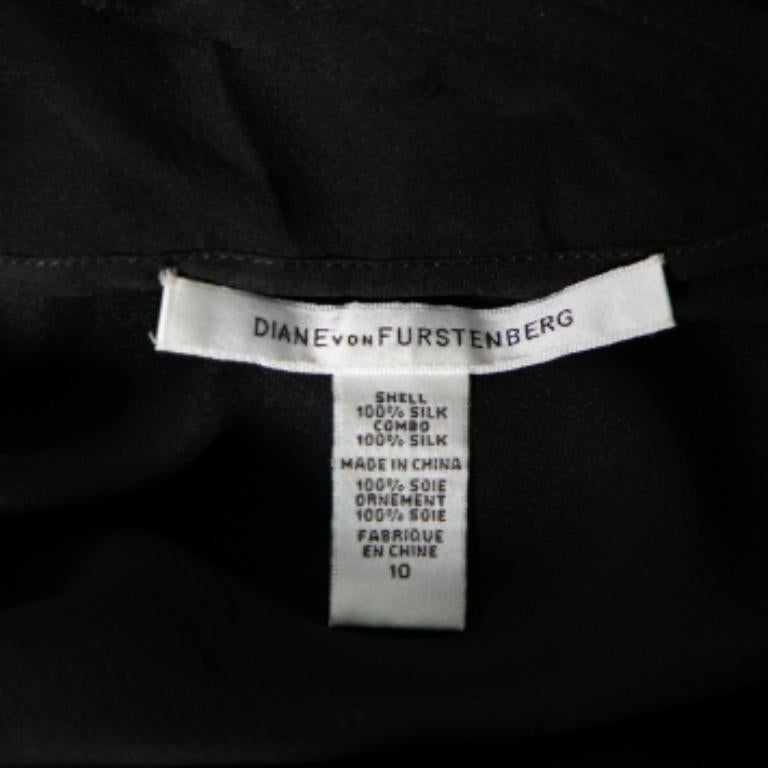 DIANE VON FURSTENBERG
SHELL
100% SILK
COMBO
100% SILK
MADE IN CHINA
100% SOIE
ORNEMENT
100% SOIE
FABRIQUE
EN CHINE
10